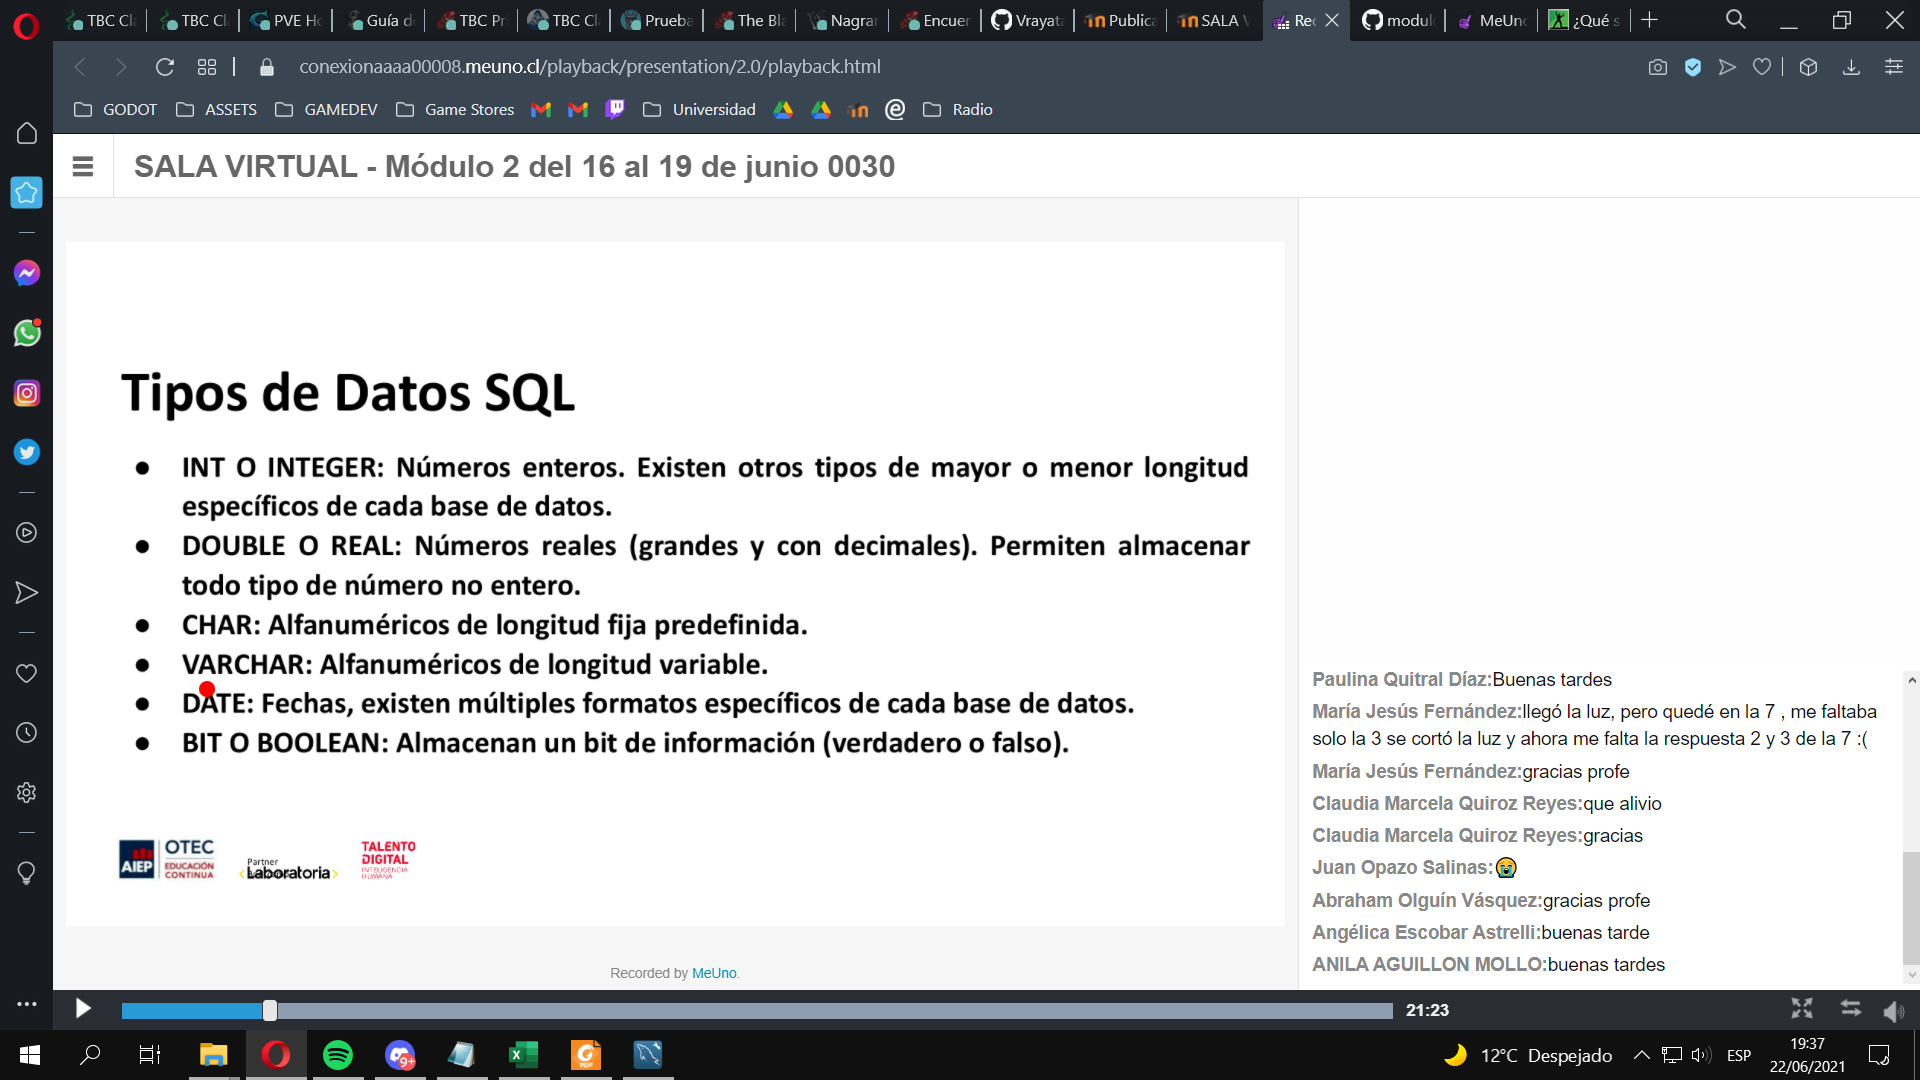 TBC Cl
TBC Cl
PVE H
Guía d
TBC Pr
TBC Cl
Prueba
The Bla
Nagrar
Encuer
Vrayat
Publica
SALA V
Rec
modul
MeUno
¿Qué s
conexionaaaa00008.meuno.cl/playback/presentation/2.0/playback.html
GODOT
ASSETS
GAMEDEV
Game Stores
Universidad
Radio
SALA VIRTUAL - Módulo 2 del 16 al 19 de junio 0030
Tipos de Datos SQL
● INT O INTEGER: Números enteros. Existen otros tipos de mayor o menor longitud
específicos de cada base de datos.
● DOUBLE O REAL: Números reales (grandes y con decimales). Permiten almacenar
todo tipo de número no entero.
● CHAR: Alfanuméricos de longitud fija predefinida.
● VARCHAR: Alfanuméricos de longitud variable.
● DATE: Fechas, existen múltiples formatos específicos de cada base de datos.
● BIT O BOOLEAN: Almacenan un bit de información (verdadero o falso).
AIEP
OTEC
EDUCACIÓN
CONTINUA
Partner
<Laboratoria>
TALENTO
DIGITAL
INTELIGENCIA
HUMANA
Recorded by MeUno.
Paulina Quitral Díaz:Buenas tardes
María Jesús Fernández:llegó la luz, pero quedé en la 7 , me faltaba
solo la 3 se cortó la luz y ahora me falta la respuesta 2 y 3 de la 7 :(
María Jesús Fernández:gracias profe
Claudia Marcela Quiroz Reyes:que alivio
Claudia Marcela Quiroz Reyes:gracias
Juan Opazo Salinas:😭
Abraham Olguín Vásquez:gracias profe
Angélica Escobar Astrelli:buenas tarde
ANILA AGUILLON MOLLO:buenas tardes
21:23
9+
PDF
12°C Despejado
ESP
19:37
22/06/2021